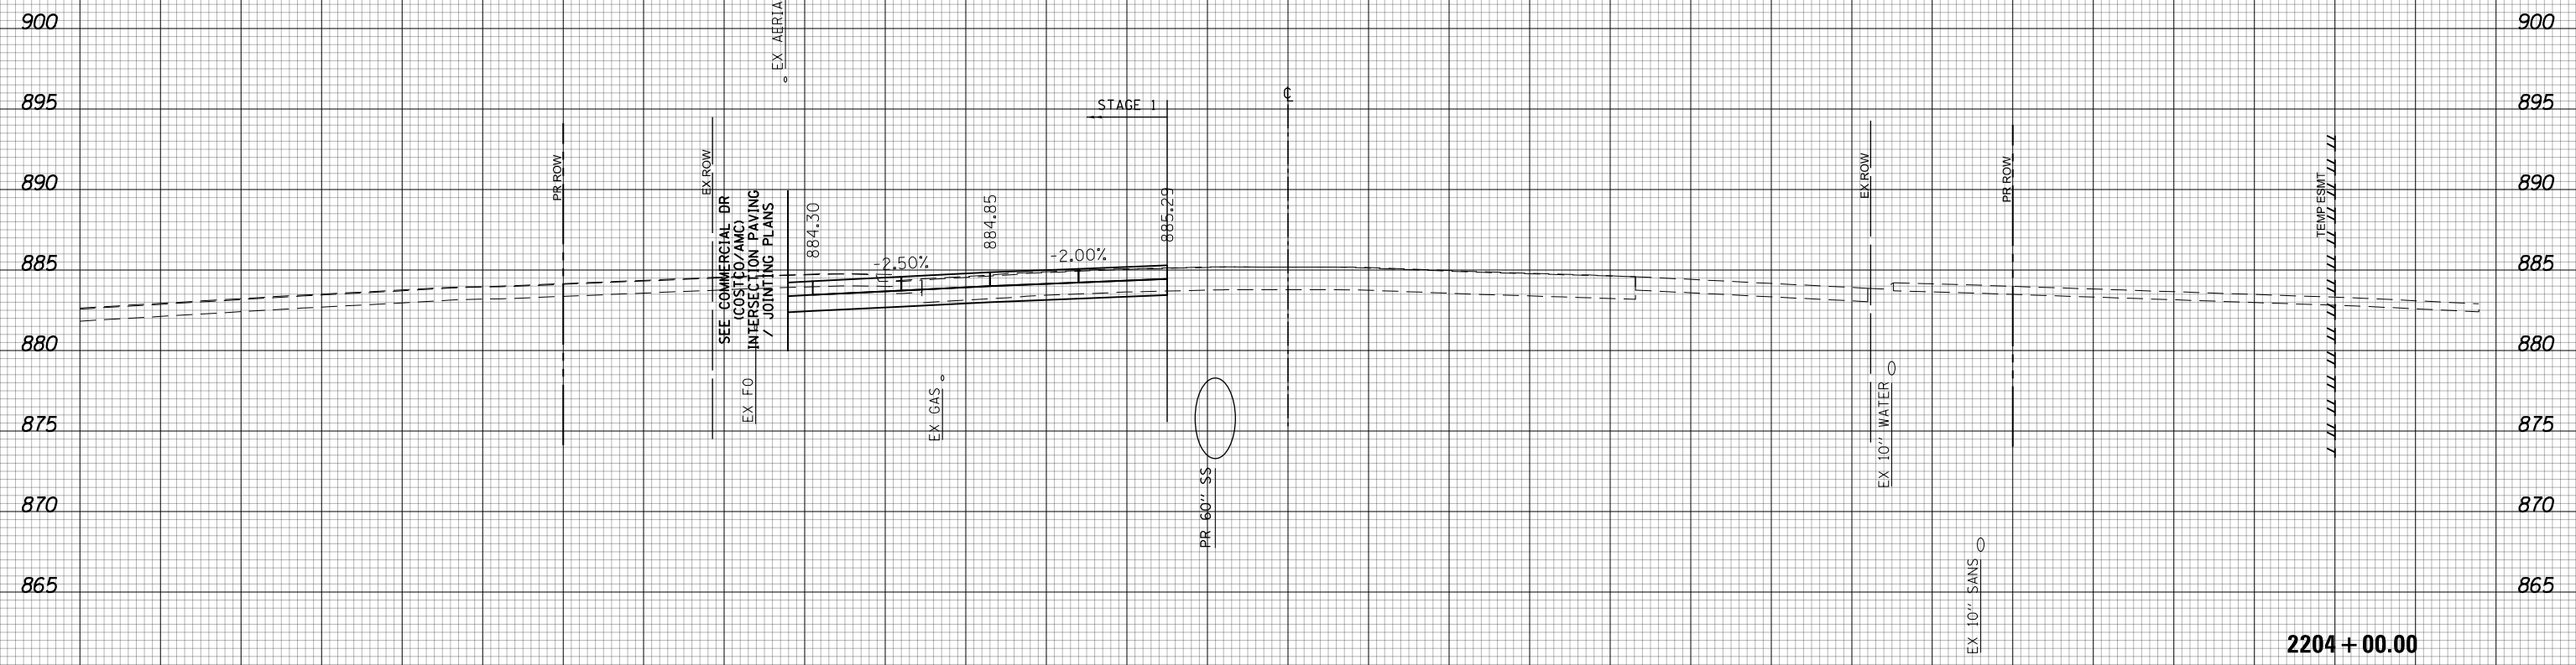 900
900
EX AERIA
895
895
STAGE 1
℄
890
890
PR ROW
EX ROW
SEE COMMERCIAL DR
(COSTCO/AMC)
INTERSECTION PAVING
/ JOINTING PLANS
884.30
884.85
885.29
EX ROW
PR ROW
TEMP ESMT
-2.50%
-2.00%
885
885
880
880
EX FO
EX GAS
EX 10" WATER
875
875
PR 60" SS
870
870
EX 10" SANS
865
865
2204+00.00